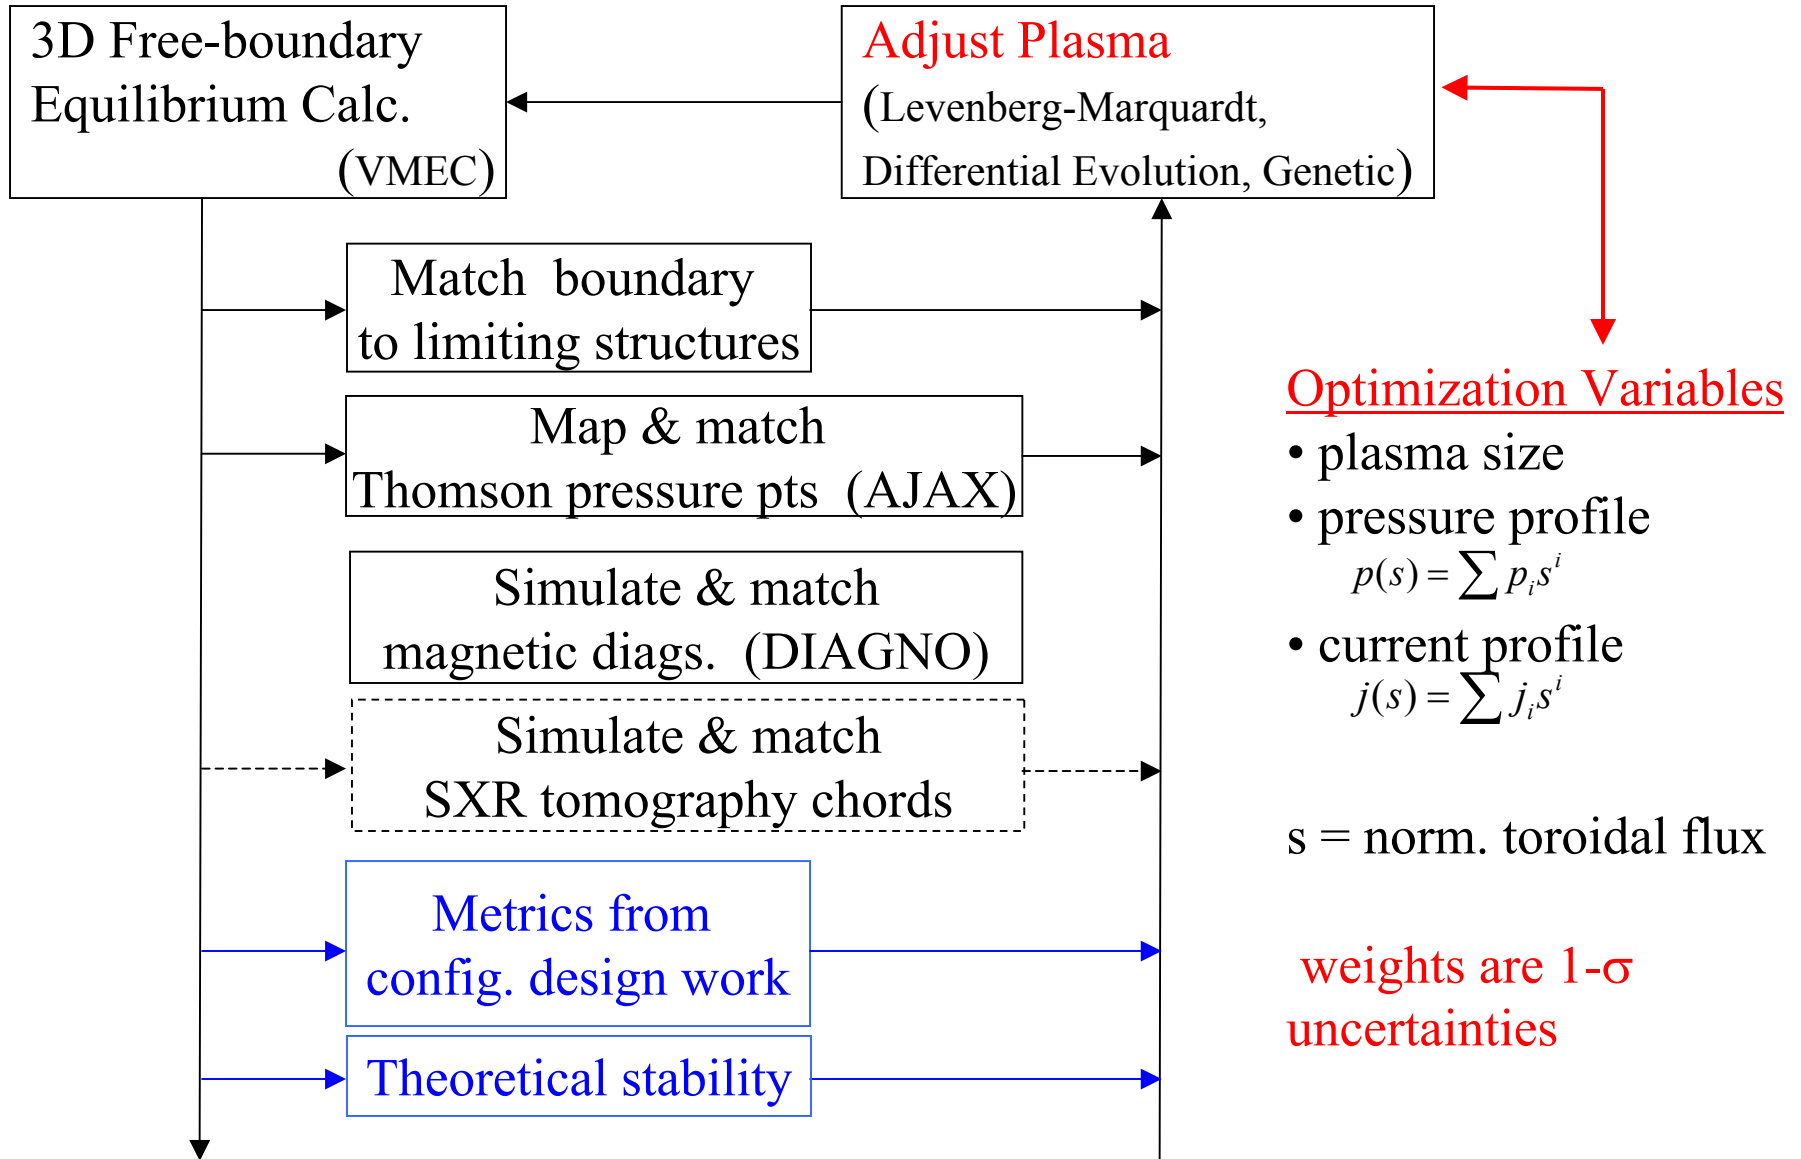 3D Free-boundary
Equilibrium Calc.
(VMEC)
Adjust Plasma
(Levenberg-Marquardt,
Differential Evolution, Genetic)
Match boundary
to limiting structures
Map & match
Thomson pressure pts (AJAX)
Simulate & match
magnetic diags. (DIAGNO)
Simulate & match
SXR tomography chords
Metrics from
config. design work
Theoretical stability
Optimization Variables
• plasma size
• pressure profile
p(s) = ∑ p_i s^i
• current profile
j(s) = ∑ j_i s^i
s = norm. toroidal flux
weights are 1-σ
uncertainties